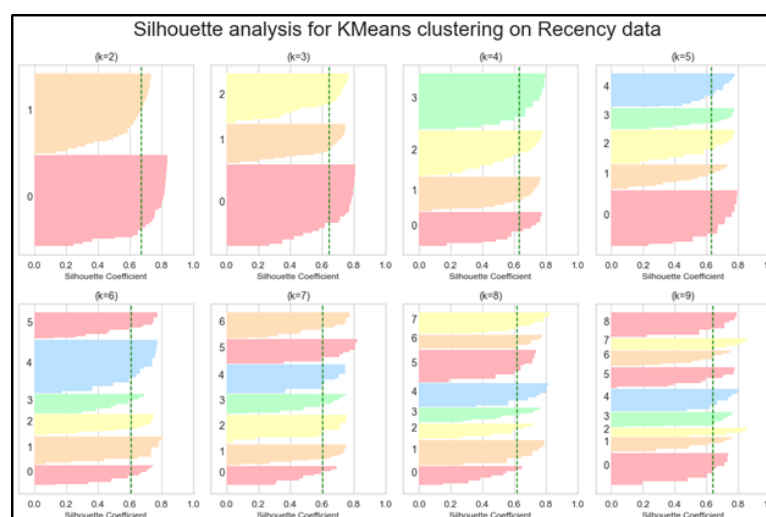 Silhouette analysis for KMeans clustering on Recency data
(k=2) (k=3) (k=4) (k=5)
1 0
2 1 0
3 2 1 0
4 3 2 1 0
0.0 0.2 0.4 0.6 0.8 1.0
0.0 0.2 0.4 0.6 0.8 1.0
0.0 0.2 0.4 0.6 0.8 1.0
0.0 0.2 0.4 0.6 0.8 1.0
Silhouette Coefficient Silhouette Coefficient Silhouette Coefficient Silhouette Coefficient
(k=6) (k=7) (k=8) (k=9)
5 4 3 2 1 0
6 5 4 3 2 1 0
7 6 5 4 3 2 1 0
8 7 6 5 4 3 2 1 0
0.0 0.2 0.4 0.6 0.8 1.0
0.0 0.2 0.4 0.6 0.8 1.0
0.0 0.2 0.4 0.6 0.8 1.0
0.0 0.2 0.4 0.6 0.8 1.0
Silhouette Coefficient Silhouette Coefficient Silhouette Coefficient Silhouette Coefficient